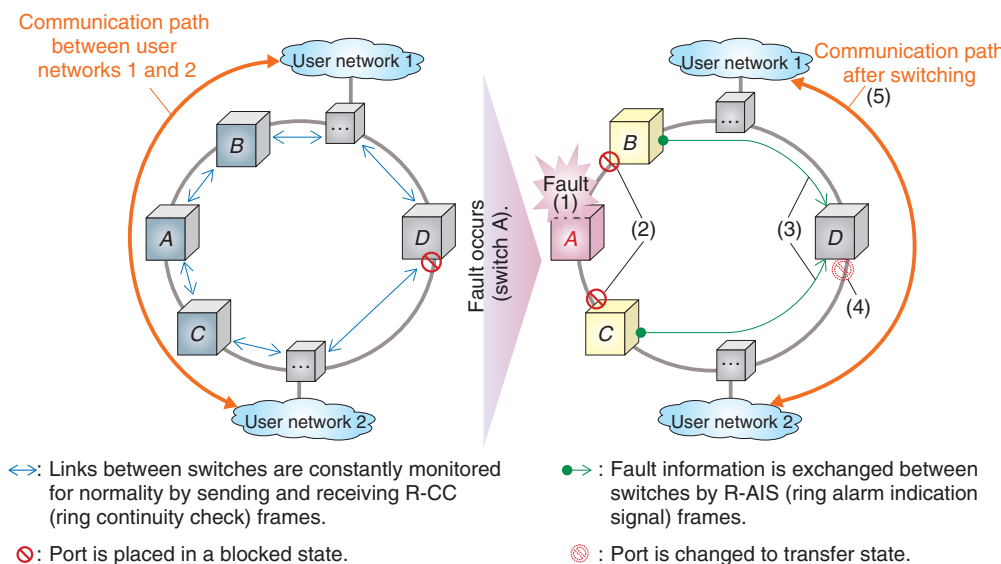 Communication path
between user
networks 1 and 2
User network 1
...
B
A
D
C
...
User network 2
Fault occurs
(switch A).
User network 1
Communication path
after switching
(5)
...
B
Fault
(1)
A
(2)
(3)
D
(4)
C
...
User network 2
: Links between switches are constantly monitored
for normality by sending and receiving R-CC
(ring continuity check) frames.
: Port is placed in a blocked state.
: Fault information is exchanged between
switches by R-AIS (ring alarm indication
signal) frames.
: Port is changed to transfer state.